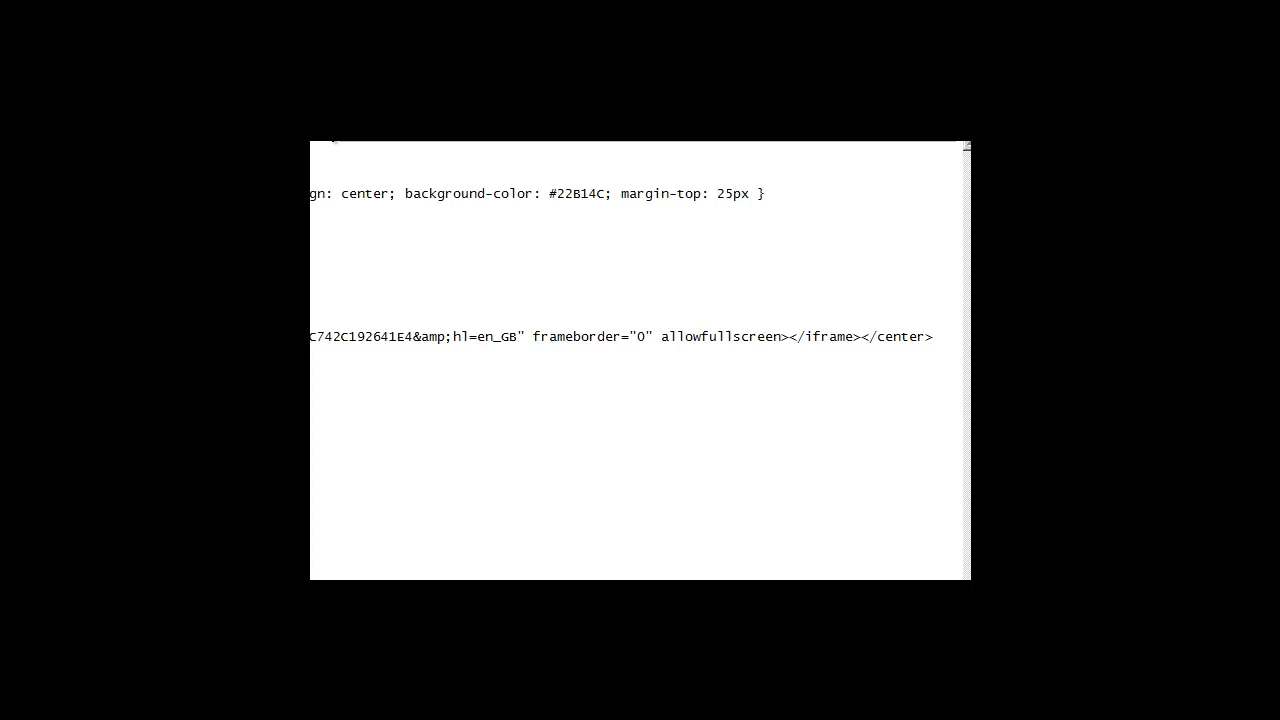 gn: center; background-color: #22B14C; margin-top: 25px }
C742C192641E4&amp;hl=en_GB" frameborder="0" allowfullscreen></iframe></center>